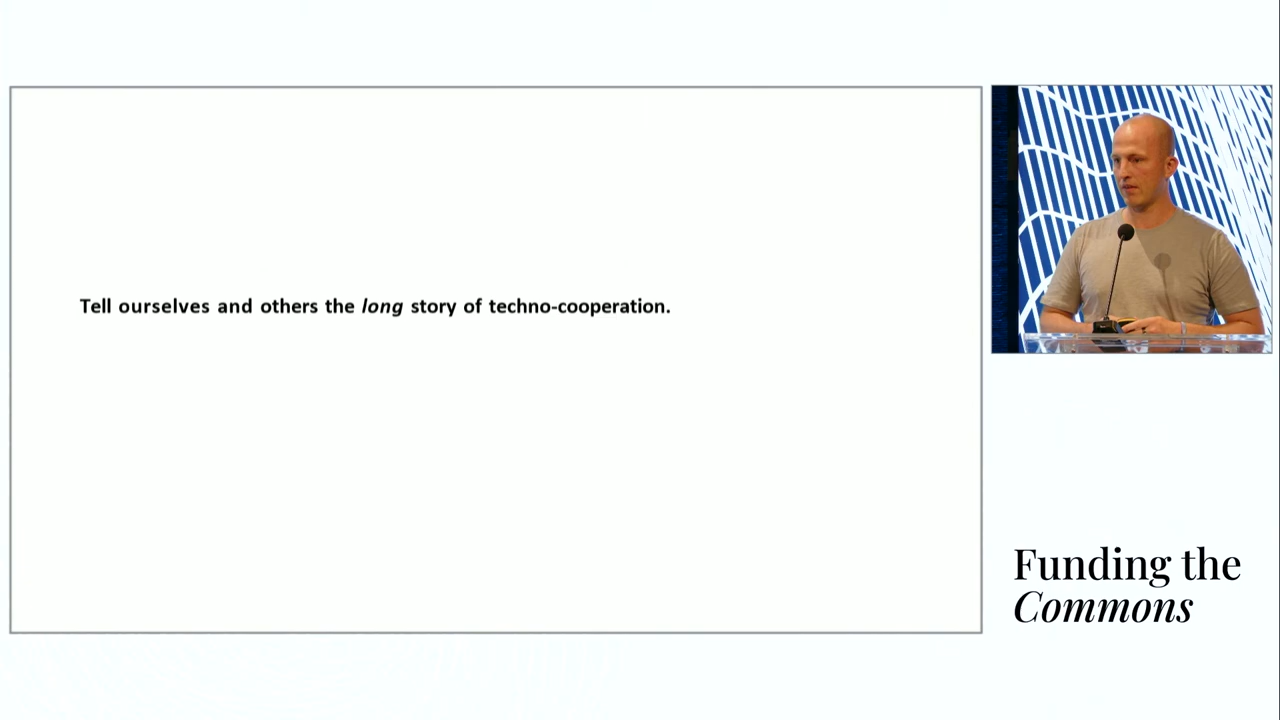 Tell ourselves and others the long story of techno-cooperation.
Funding the
Commons